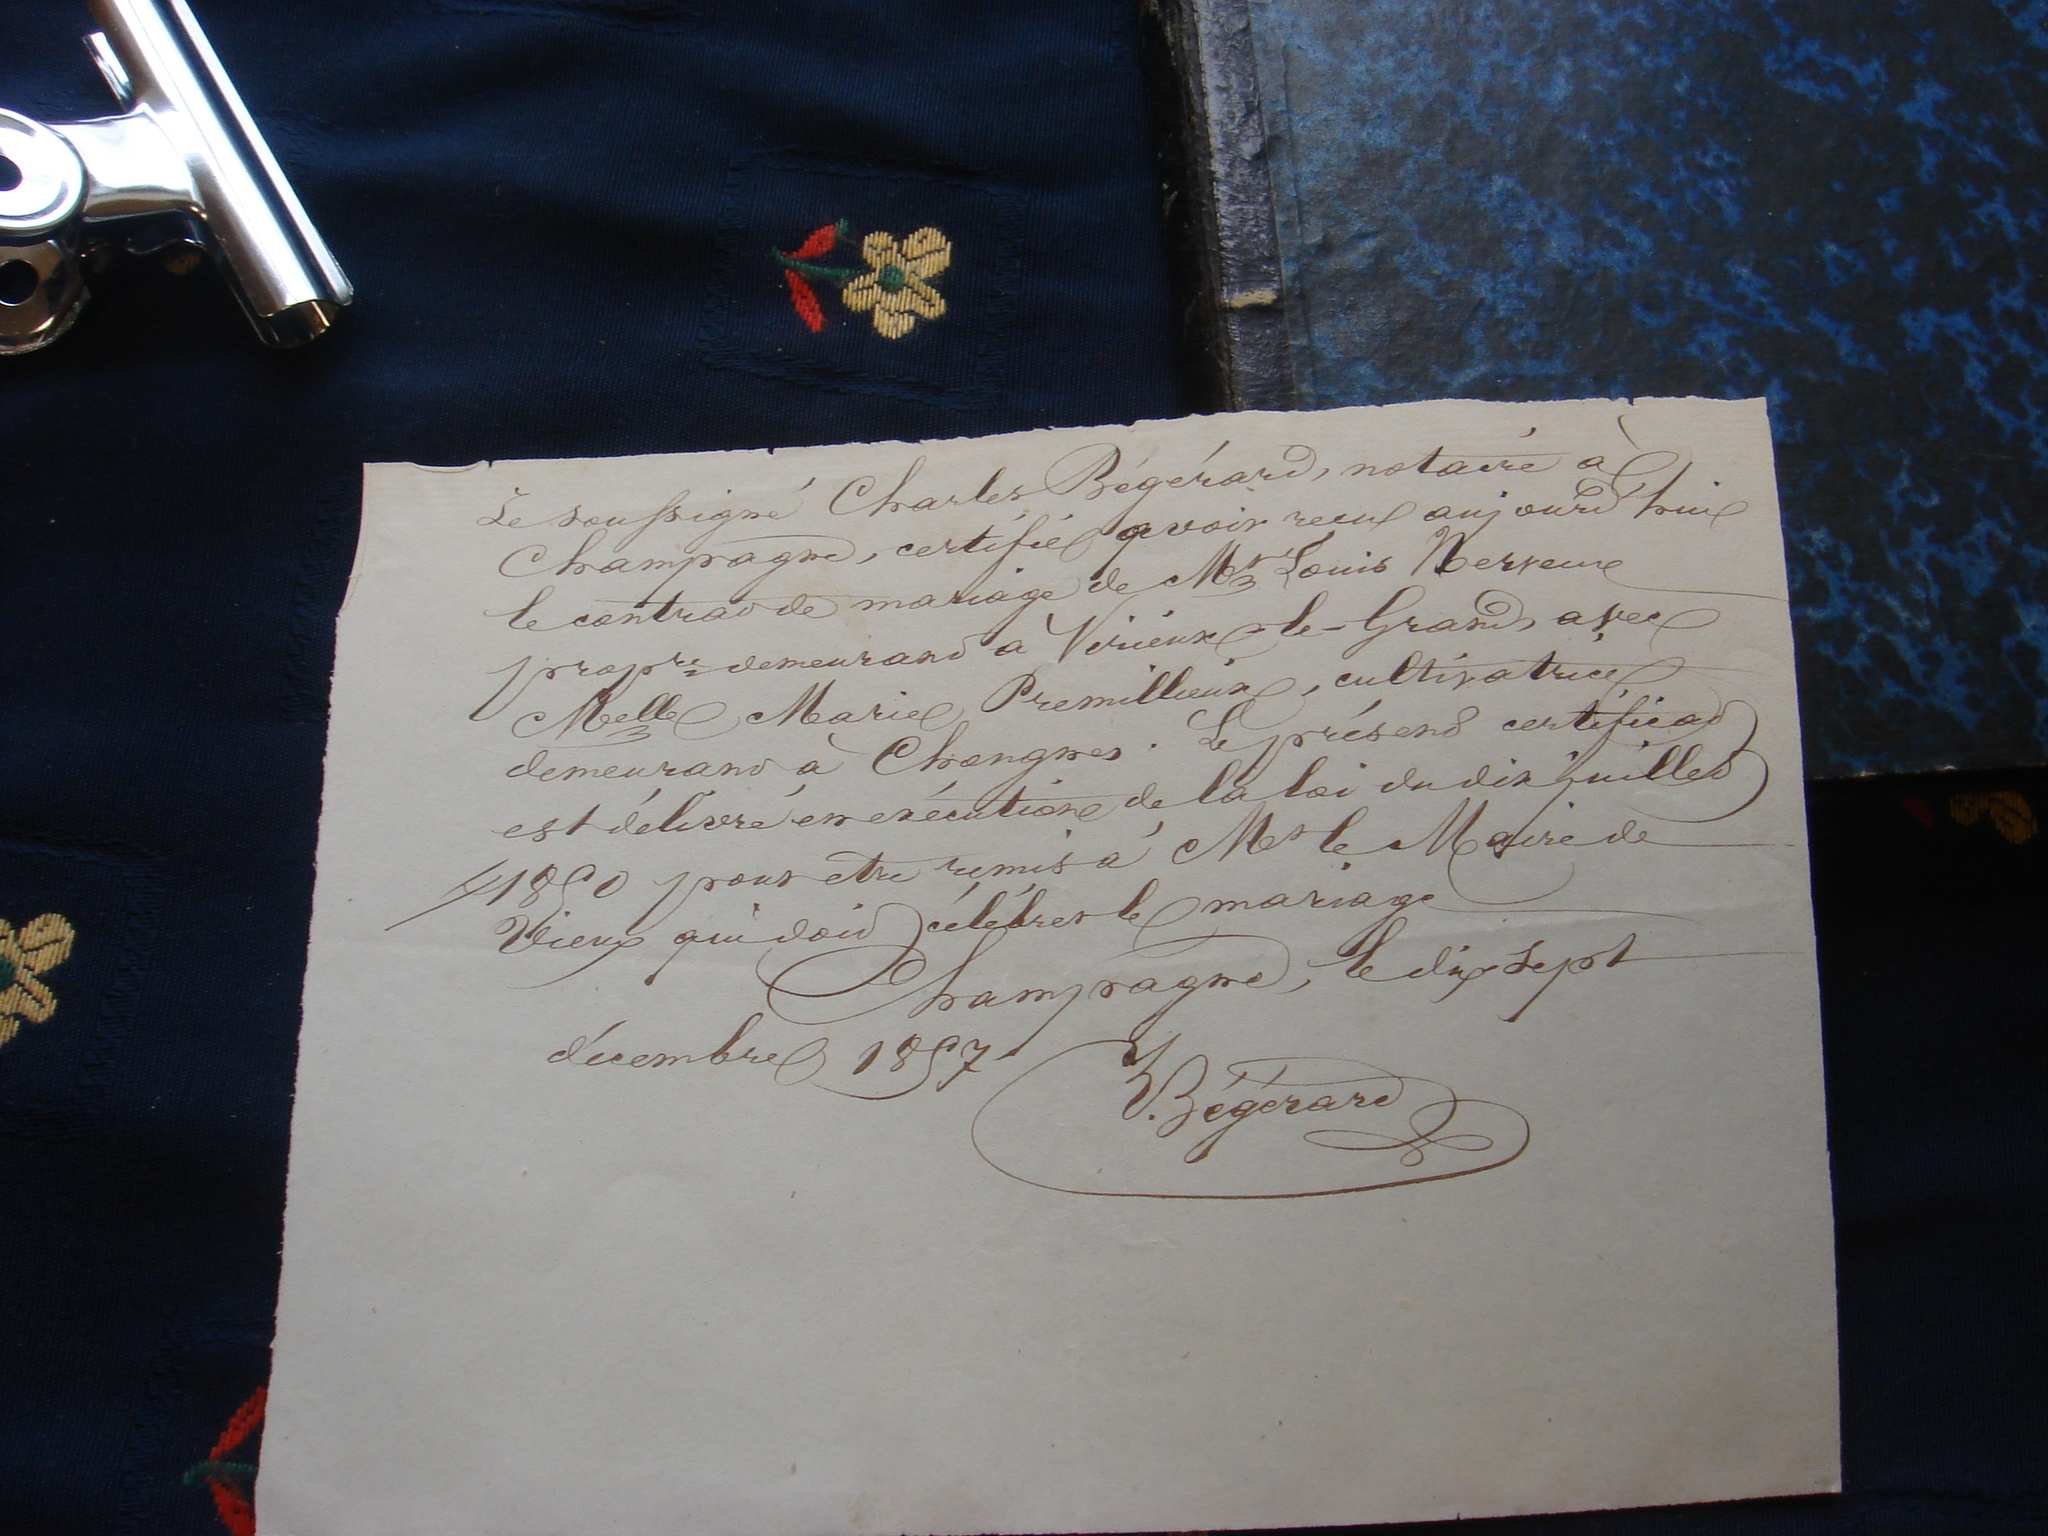 Le soussigné Charles Bégérard, notaire à
Champagne, certifie avoir reçu aujourd'hui
le contrat de mariage de Mr Louis Nerveux
propre demeurant à Virieux-le-Grand, avec
Melle Marie Premillieux, cultivatrice
demeurant à Chongnes. Le présent certificat
est délivré en exécution de la loi du dix juillet
1850 pour être remis à Mr le Maire de
Vieux qui doit célébrer le mariage
Champagne, le dix sept
décembre 1857
Bégérard